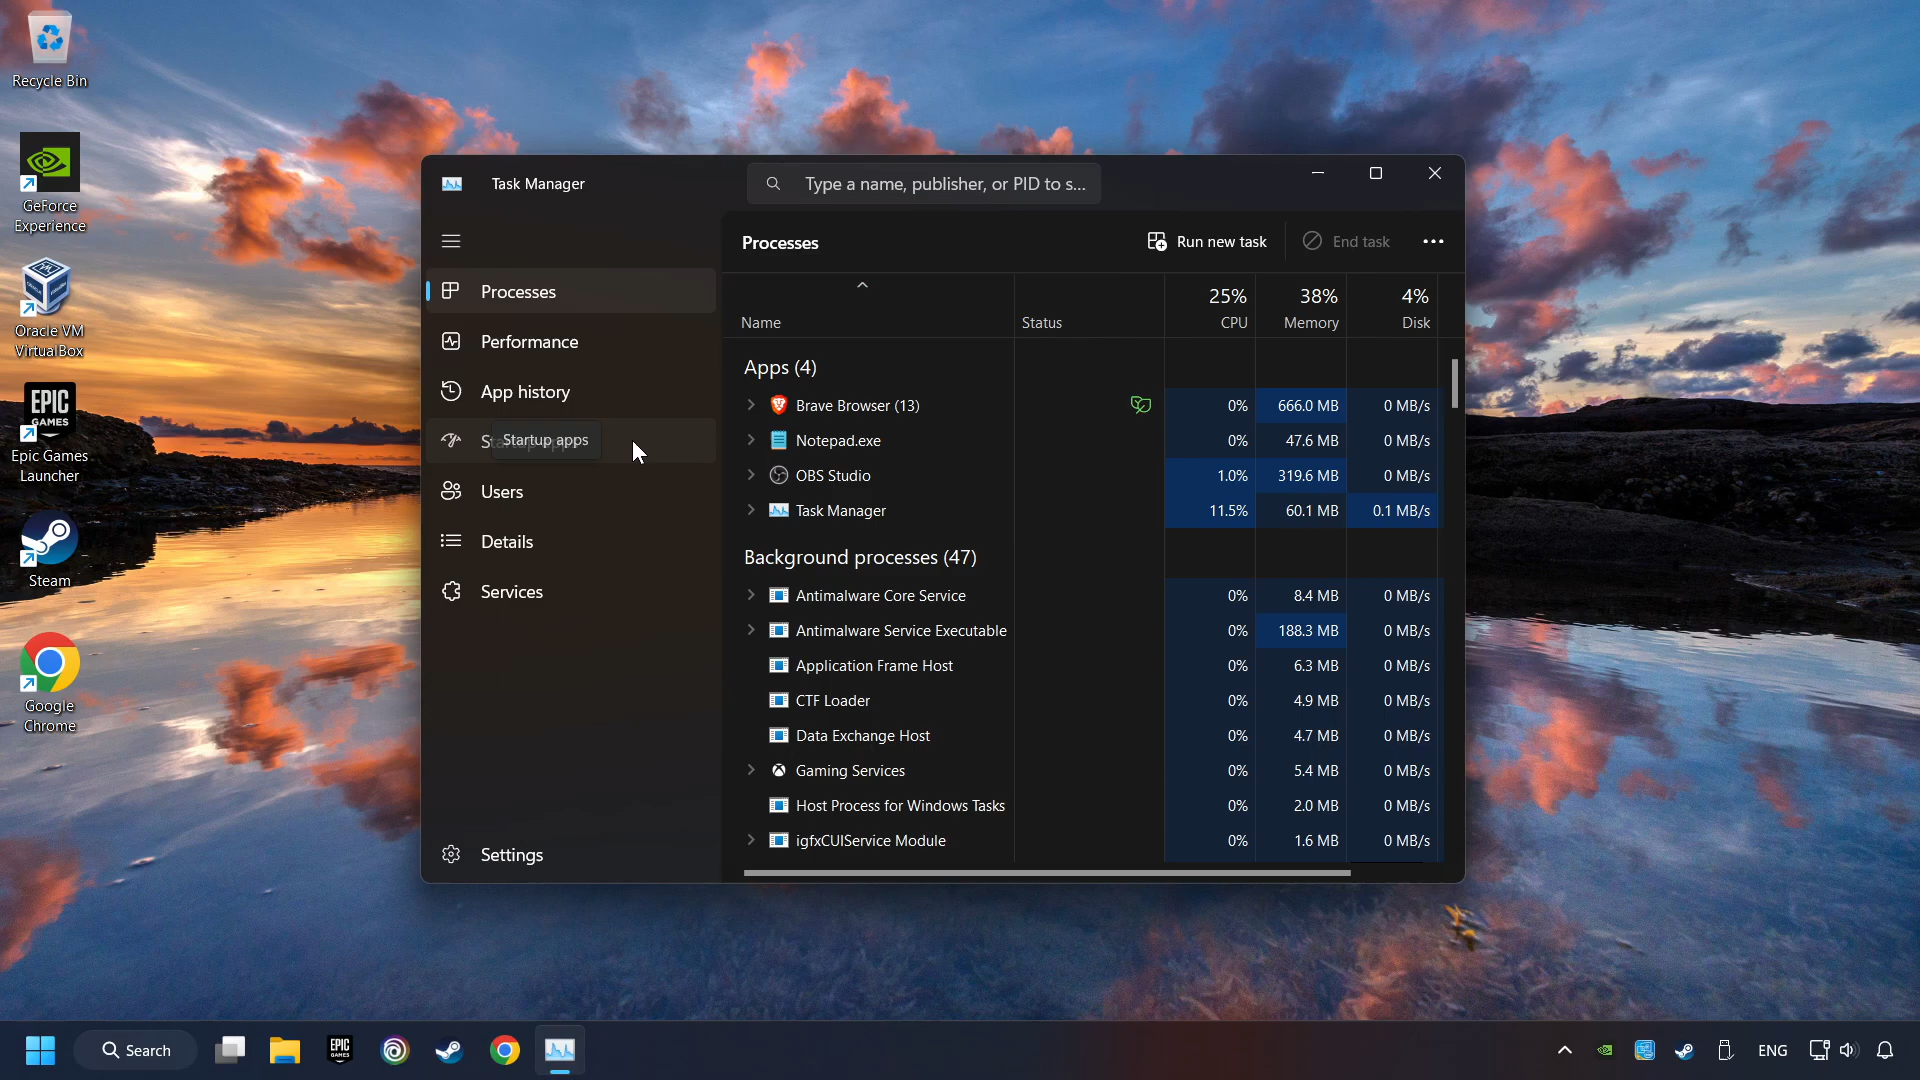 Recycle Bin
GeForce
Experience
Oracle VM
VirtualBox
EPIC
GAMES
Epic Games
Launcher
Steam
Google
Chrome
Task Manager
Type a name, publisher, or PID to s...
Processes
Run new task
End task
Processes
Performance
App history
Startup apps
Users
Details
Services
Settings
25% 38% 4%
Name Status CPU Memory Disk
Apps (4)
Brave Browser (13) 0% 666.0 MB 0 MB/s
Notepad.exe 0% 47.6 MB 0 MB/s
OBS Studio 1.0% 319.6 MB 0 MB/s
Task Manager 11.5% 60.1 MB 0.1 MB/s
Background processes (47)
Antimalware Core Service 0% 8.4 MB 0 MB/s
Antimalware Service Executable 0% 188.3 MB 0 MB/s
Application Frame Host 0% 6.3 MB 0 MB/s
CTF Loader 0% 4.9 MB 0 MB/s
Data Exchange Host 0% 4.7 MB 0 MB/s
Gaming Services 0% 5.4 MB 0 MB/s
Host Process for Windows Tasks 0% 2.0 MB 0 MB/s
igfxCUIService Module 0% 1.6 MB 0 MB/s
Search
EPIC
GAMES
ENG